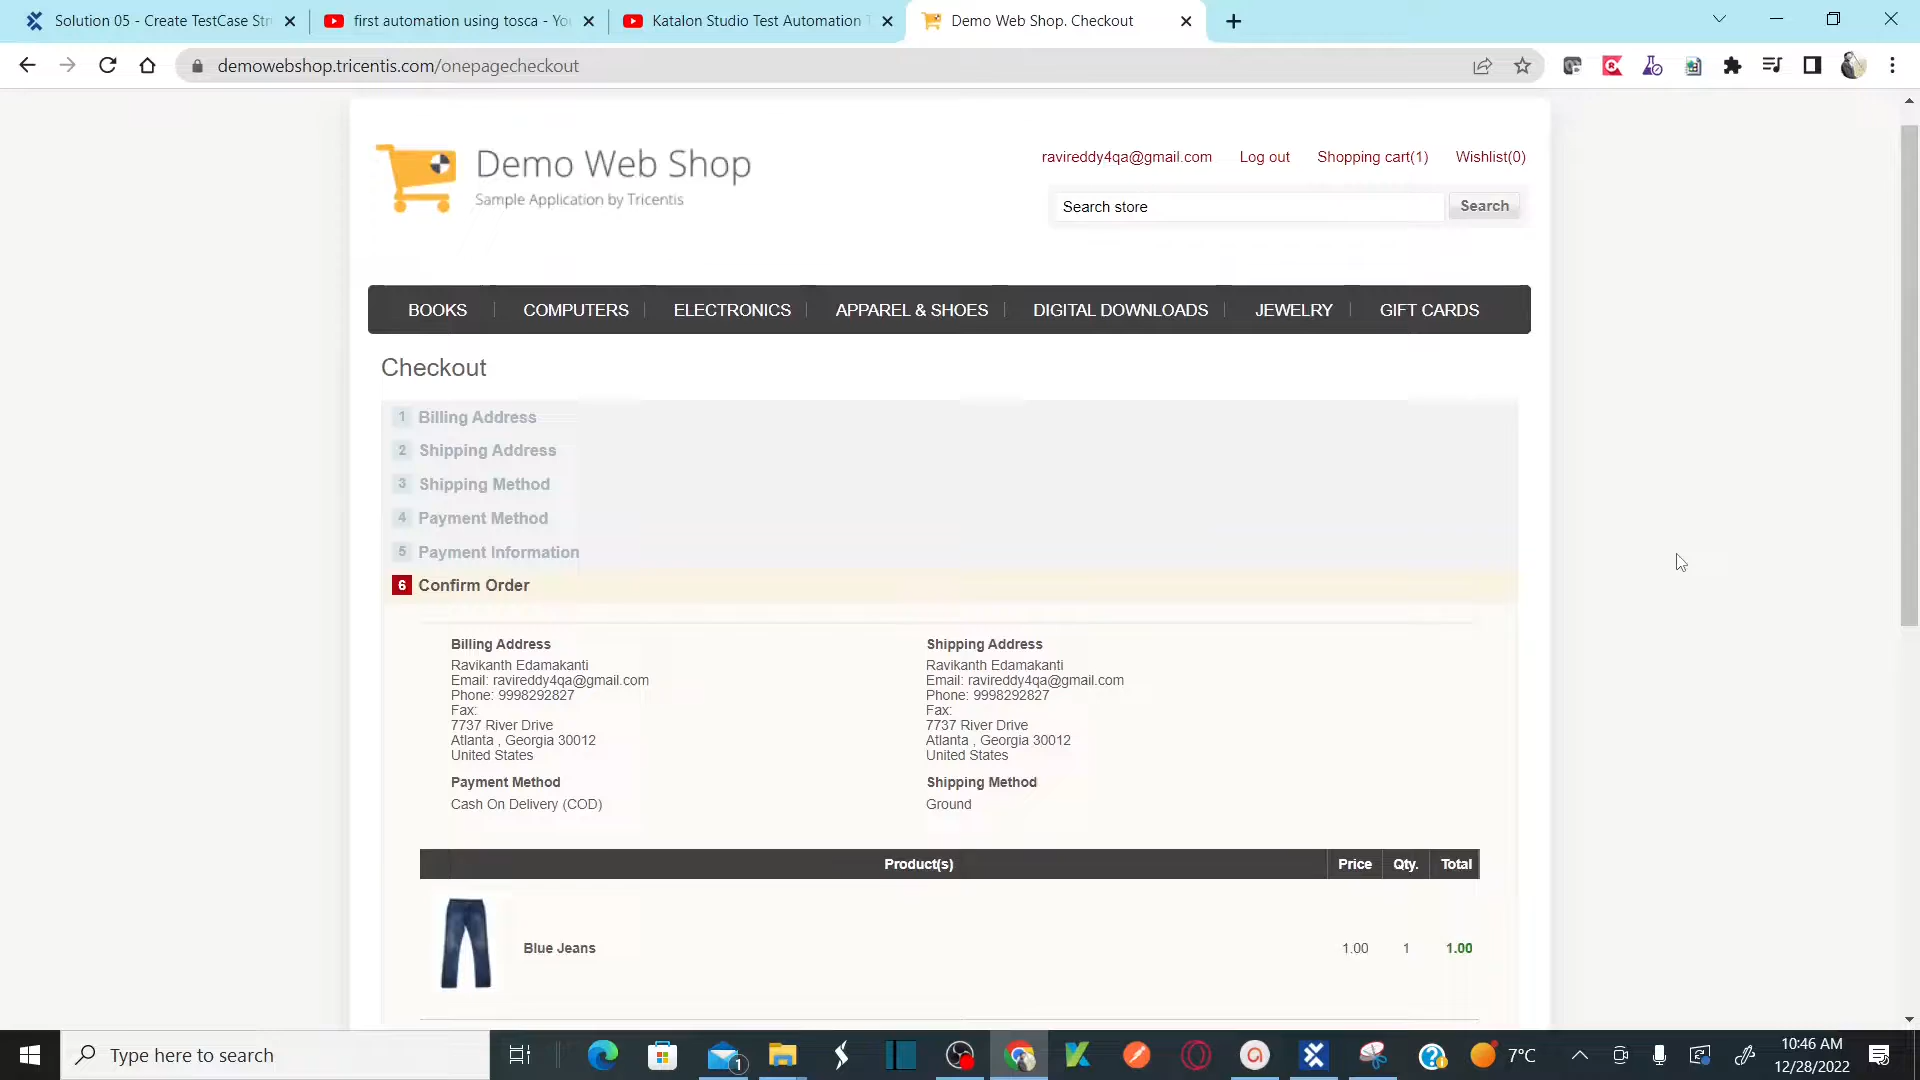 Solution 05 - Create TestCase Str
first automation using tosca - Yo
Katalon Studio Test Automation T
Demo Web Shop. Checkout
demowebshop.tricentis.com/onepagecheckout
Demo Web Shop
Sample Application by Tricentis
ravireddy4qa@gmail.com Log out Shopping cart(1) Wishlist(0)
Search store Search
BOOKS COMPUTERS ELECTRONICS APPAREL & SHOES DIGITAL DOWNLOADS JEWELRY GIFT CARDS
Checkout
1 Billing Address
2 Shipping Address
3 Shipping Method
4 Payment Method
5 Payment Information
6 Confirm Order
Billing Address
Ravikanth Edamakanti
Email: ravireddy4qa@gmail.com
Phone: 9998292827
Fax:
7737 River Drive
Atlanta , Georgia 30012
United States
Payment Method
Cash On Delivery (COD)
Shipping Address
Ravikanth Edamakanti
Email: ravireddy4qa@gmail.com
Phone: 9998292827
Fax:
7737 River Drive
Atlanta , Georgia 30012
United States
Shipping Method
Ground
Product(s) Price Qty. Total
Blue Jeans 1.00 1 1.00
Type here to search
1
7°C
10:46 AM
12/28/2022